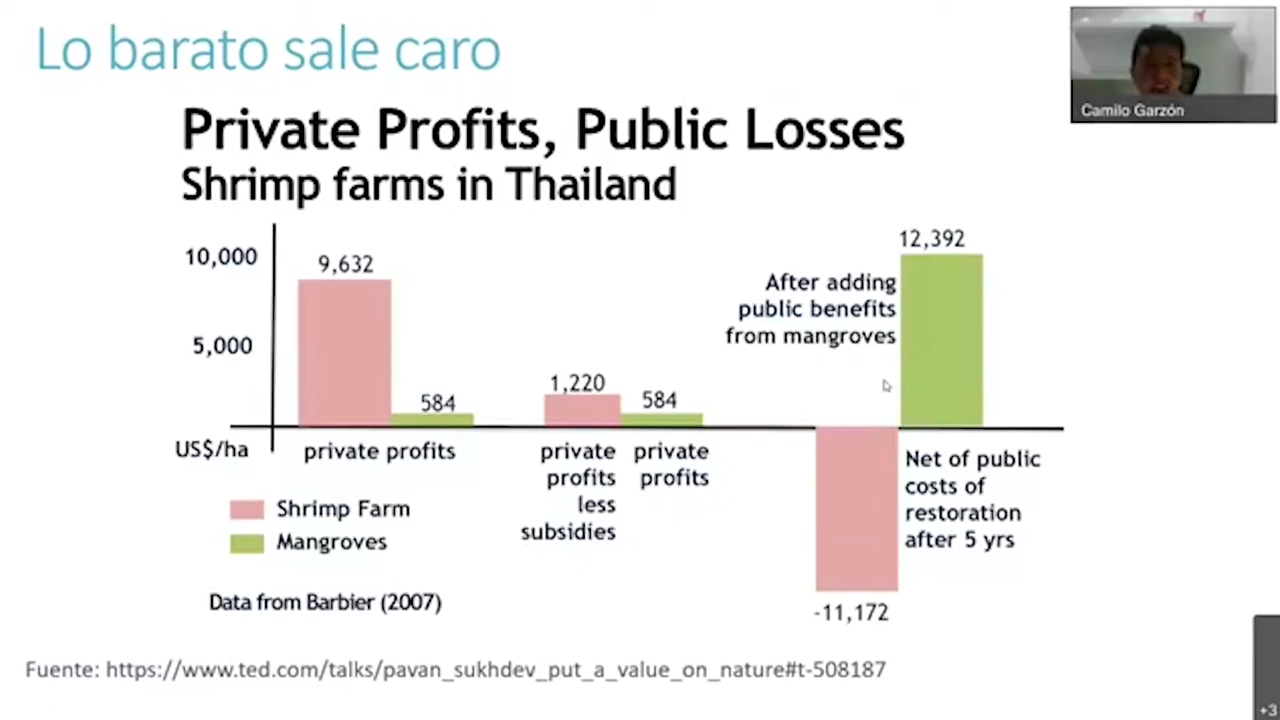 Lo barato sale caro
Camilo Garzón
Private Profits, Public Losses
Shrimp farms in Thailand
10,000
5,000
US$/ha
9,632
584
private profits
1,220
584
private
profits
less
subsidies
private
profits
After adding
public benefits
from mangroves
12,392
-11,172
Net of public
costs of
restoration
after 5 yrs
Shrimp Farm
Mangroves
Data from Barbier (2007)
Fuente: https://www.ted.com/talks/pavan_sukhdev_put_a_value_on_nature#t-508187
+3